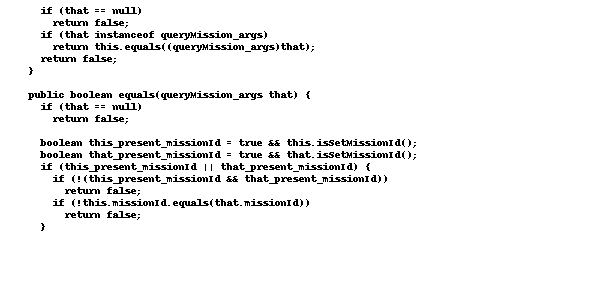 if (that == null)
return false;
if (that instanceof queryMission_args)
return this.equals((queryMission_args)that);
return false;
}
public boolean equals(queryMission_args that) {
if (that == null)
return false;
boolean this_present_missionId = true && this.isSetMissionId();
boolean that_present_missionId = true && that.isSetMissionId();
if (this_present_missionId || that_present_missionId) {
if (!(this_present_missionId && that_present_missionId))
return false;
if (!this.missionId.equals(that.missionId))
return false;
}